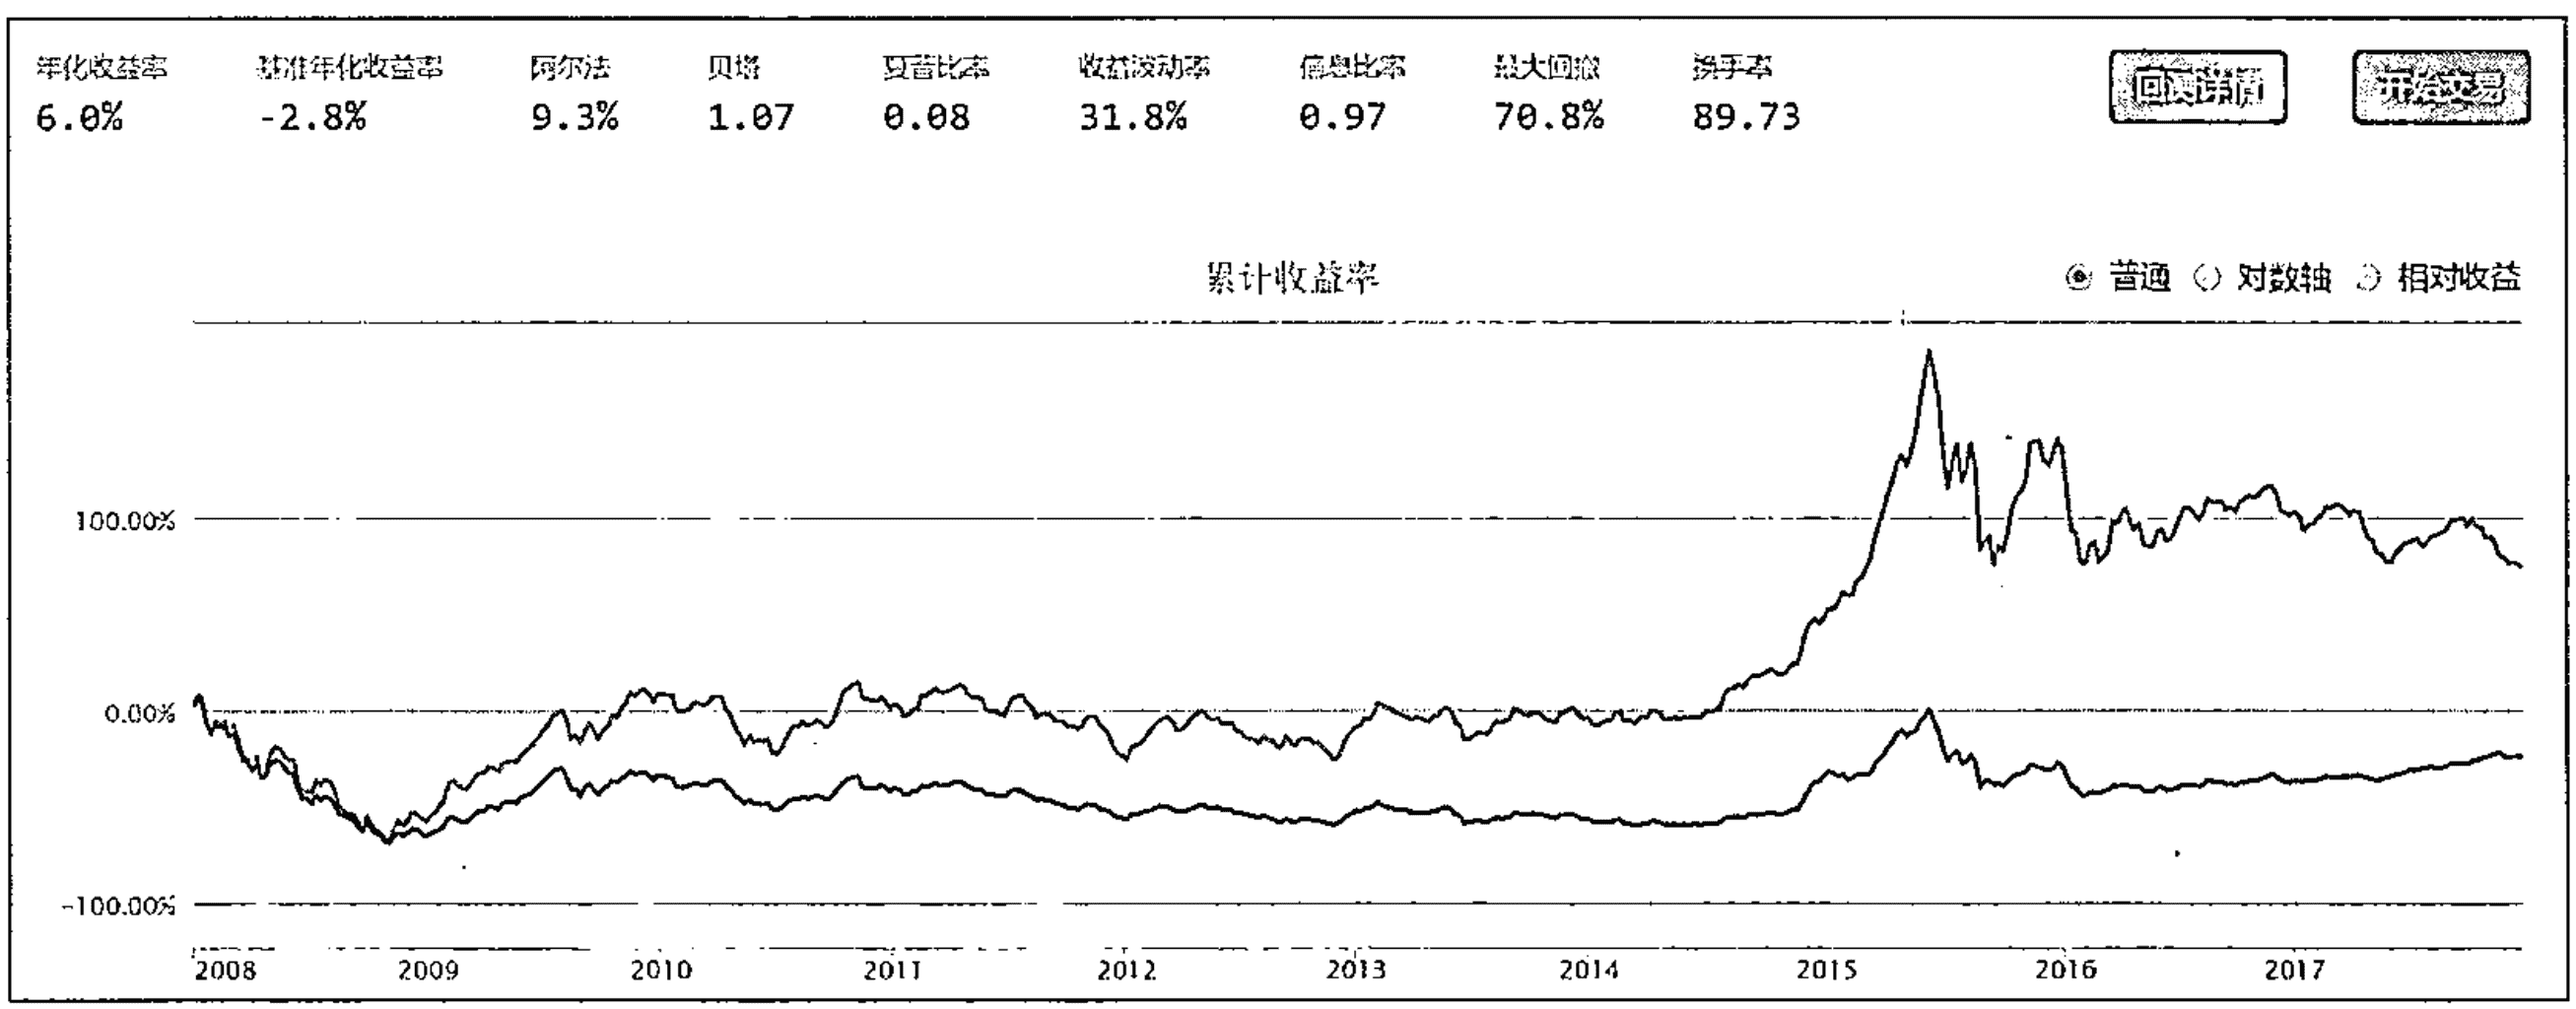 年化收益率 基准年化收益率 阿尔法 贝塔 夏普比率 收益波动率 信息比率 最大回撤 换手率 回测详情 开始交易
6.0% -2.8% 9.3% 1.07 0.08 31.8% 0.97 70.8% 89.73
累计收益率
普通 对数轴 相对收益
100.00%
0.00%
-100.00%
2008 2009 2010 2011 2012 2013 2014 2015 2016 2017